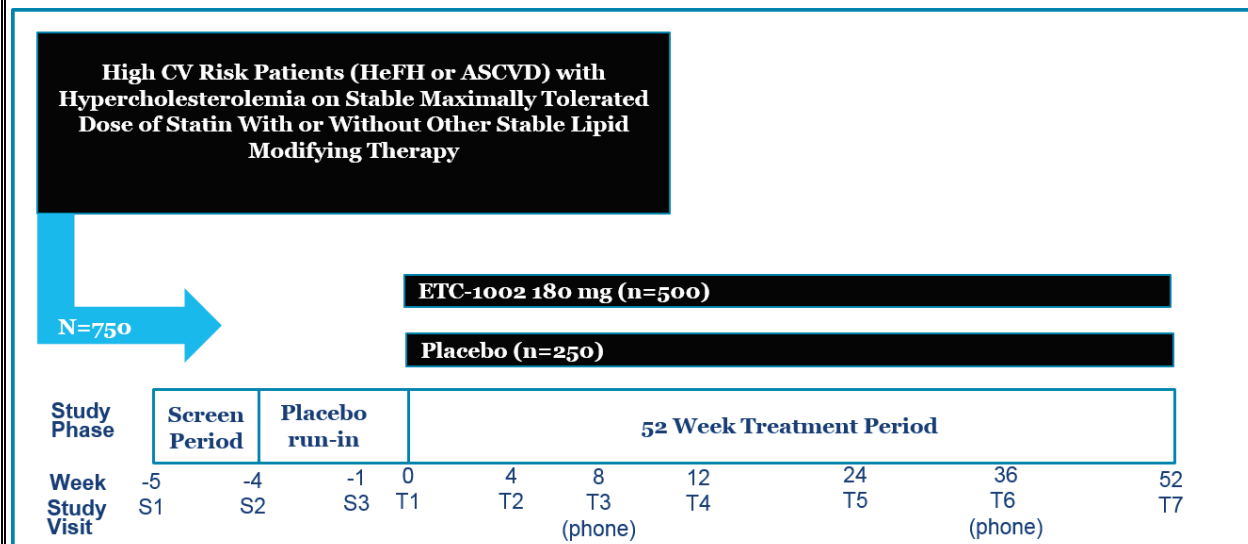 High CV Risk Patients (HeFH or ASCVD) with
Hypercholesterolemia on Stable Maximally Tolerated
Dose of Statin With or Without Other Stable Lipid
Modifying Therapy
ETC-1002 180 mg (n=500)
N=750
Placebo (n=250)
Study
Phase
Screen
Period
Placebo
run-in
52 Week Treatment Period
Week -5 -4 -1 0 4 8 12 24 36 52
Study
Visit
S1 S2 S3 T1 T2 T3 T4 T5 T6 T7
(phone) (phone)